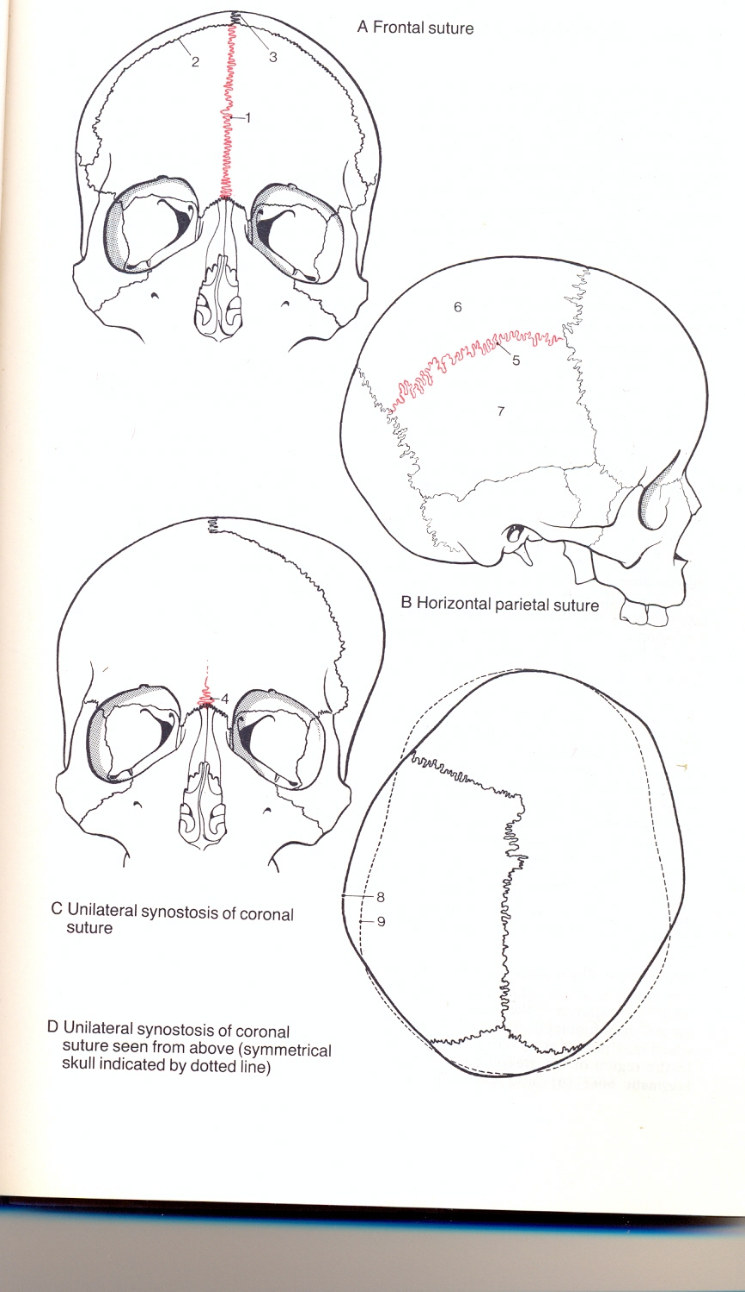 A Frontal suture
3
2
1
6
5
7
B Horizontal parietal suture
4
8
9
C Unilateral synostosis of coronal
suture
D Unilateral synostosis of coronal
suture seen from above (symmetrical
skull indicated by dotted line)